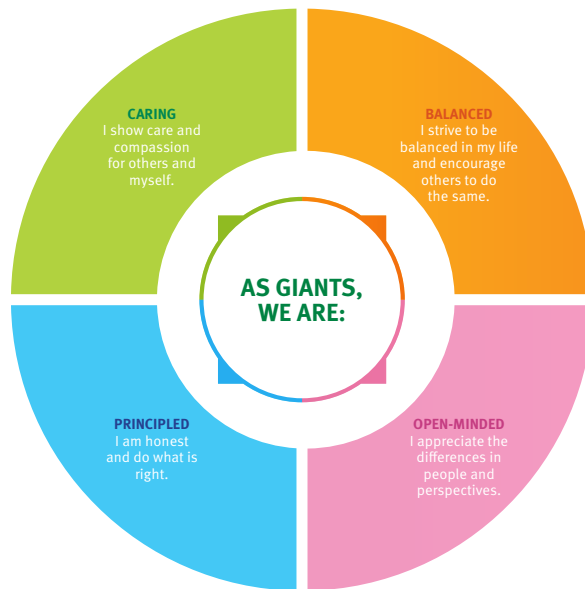 CARING
I show care and
compassion
for others and
myself.
BALANCED
I strive to be
balanced in my life
and encourage
others to do
the same.
AS GIANTS,
WE ARE:
PRINCIPLED
I am honest
and do what is
right.
OPEN-MINDED
I appreciate the
differences in
people and
perspectives.